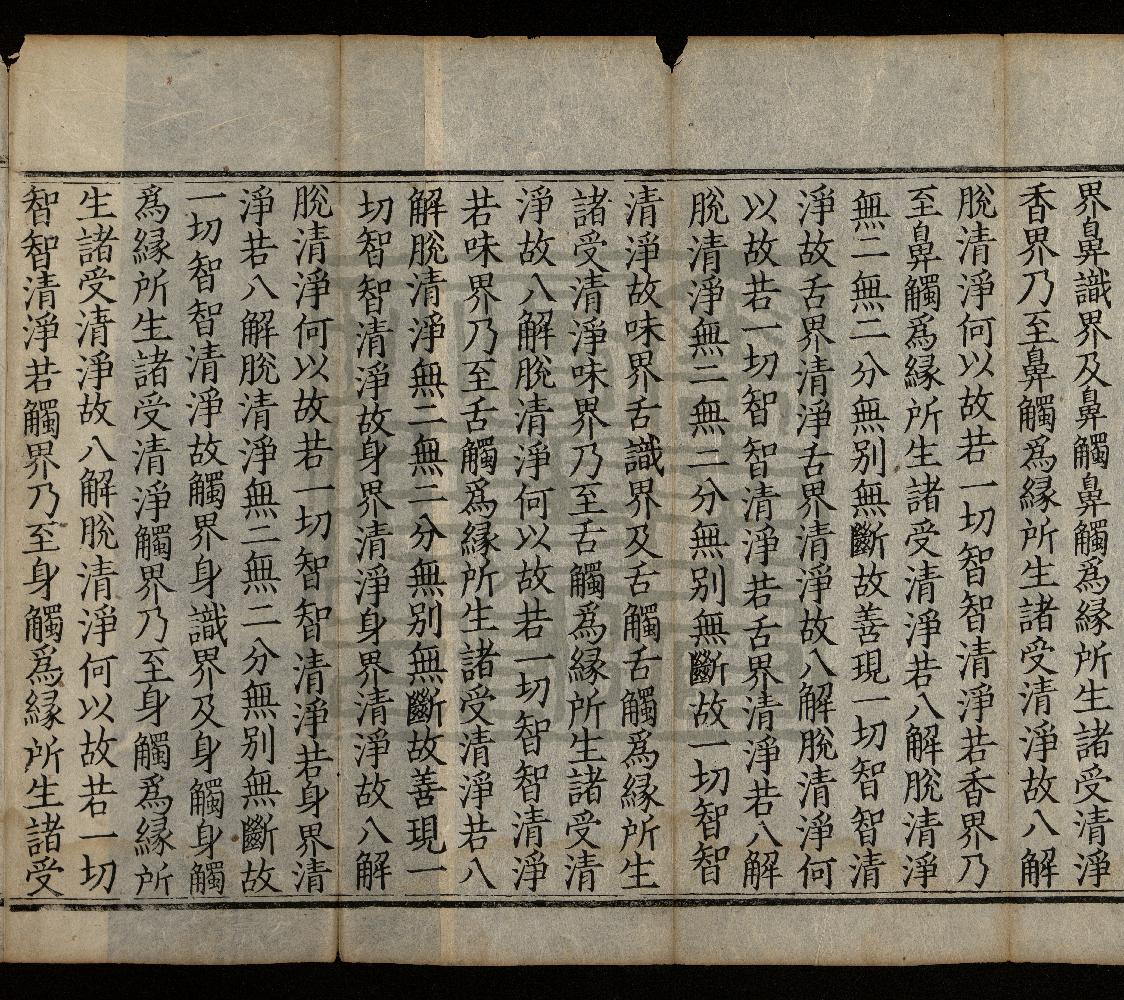 界鼻識界及鼻觸鼻觸爲緣所生諸受清淨
香界乃至鼻觸爲緣所生諸受清淨故八解
脫清淨何以故若一切智智清淨若香界乃
至鼻觸爲緣所生諸受清淨若八解脫清淨
無二無二分無别無斷故善現一切智智清
淨故舌界清淨舌界清淨故八解脫清淨何
以故若一切智智清淨若舌界清淨若八解
脫清淨無二無二分無别無斷故一切智智
清淨故味界舌識界及舌觸舌觸爲緣所生
諸受清淨味界乃至舌觸爲緣所生諸受清
淨故八解脫清淨何以故若一切智智清淨
若味界乃至舌觸爲緣所生諸受清淨若八
解脫清淨無二無二分無别無斷故善現一
切智智清淨故身界清淨身界清淨故八解
脫清淨何以故若一切智智清淨若身界清
淨若八解脫清淨無二無二分無别無斷故
一切智智清淨故觸界身識界及身觸身觸
爲緣所生諸受清淨觸界乃至身觸爲緣所
生諸受清淨故八解脫清淨何以故若一切
智智清淨若觸界乃至身觸爲緣所生諸受